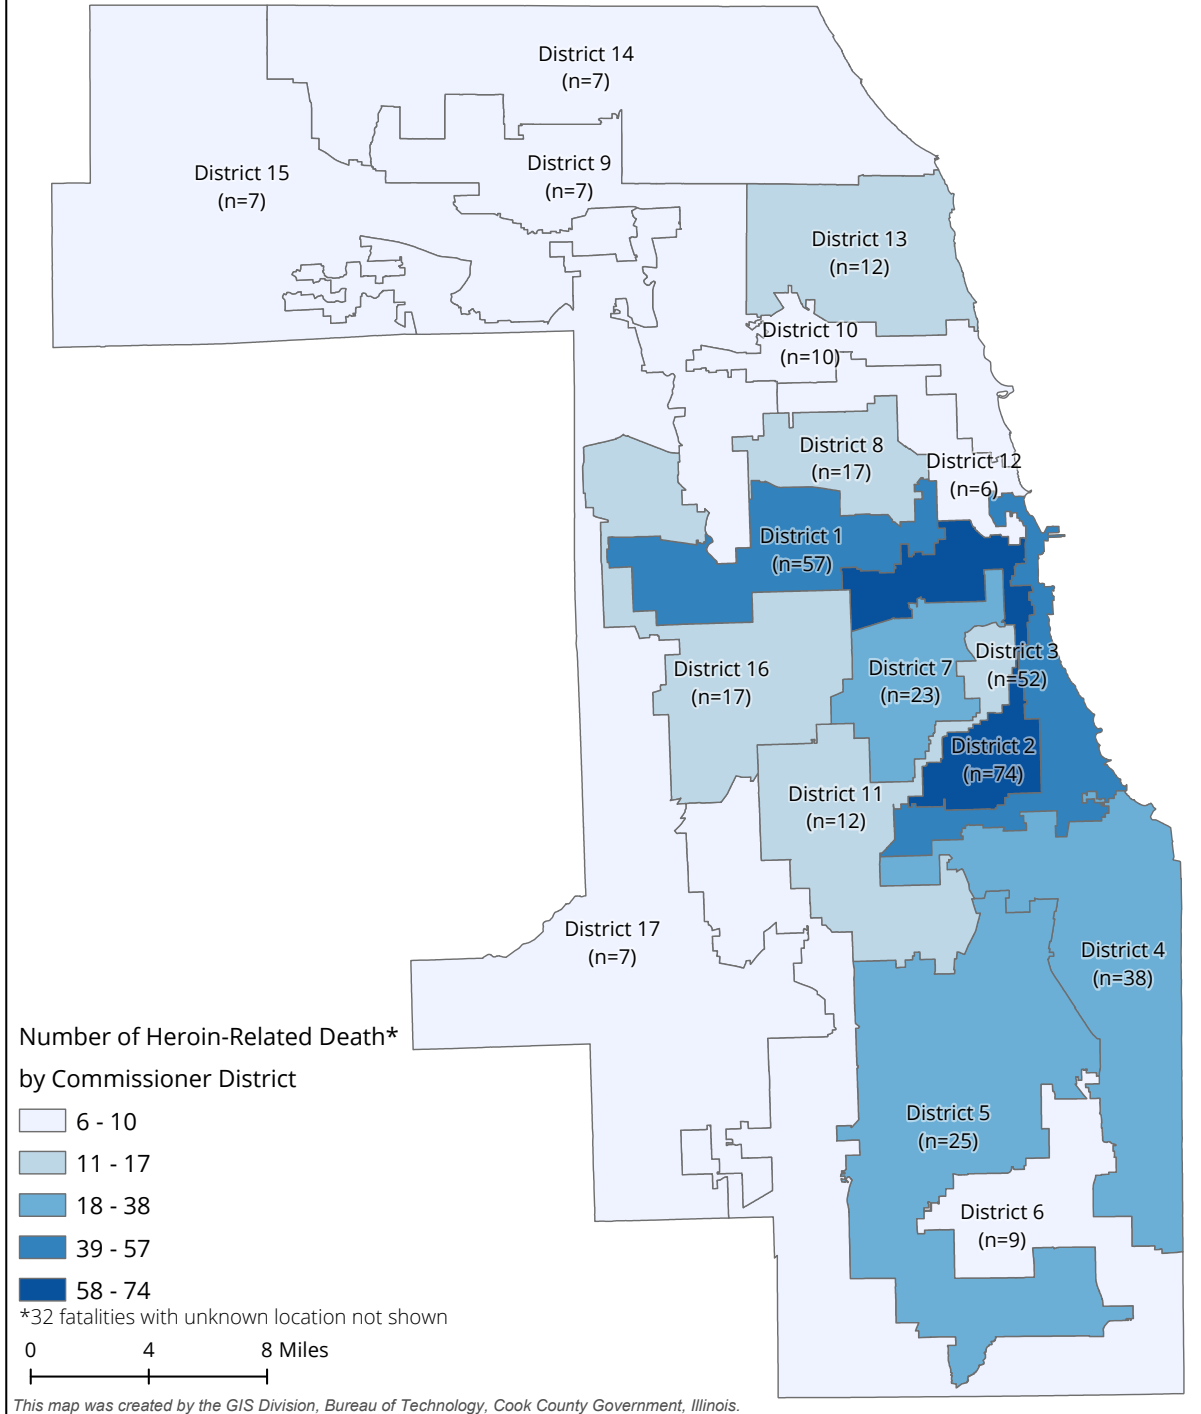 District 14
(n=7)
District 9
(n=7)
District 15
(n=7)
District 13
(n=12)
District 10
(n=10)
District 8
(n=17)
District 12
(n=6)
District 1
(n=57)
District 3
(n=52)
District 16
(n=17)
District 7
(n=23)
District 2
(n=74)
District 11
(n=12)
District 17
(n=7)
District 4
(n=38)
District 5
(n=25)
District 6
(n=9)
Number of Heroin-Related Death*
by Commissioner District
6 - 10
11 - 17
18 - 38
39 - 57
58 - 74
*32 fatalities with unknown location not shown
0 4 8 Miles
This map was created by the GIS Division, Bureau of Technology, Cook County Government, Illinois.